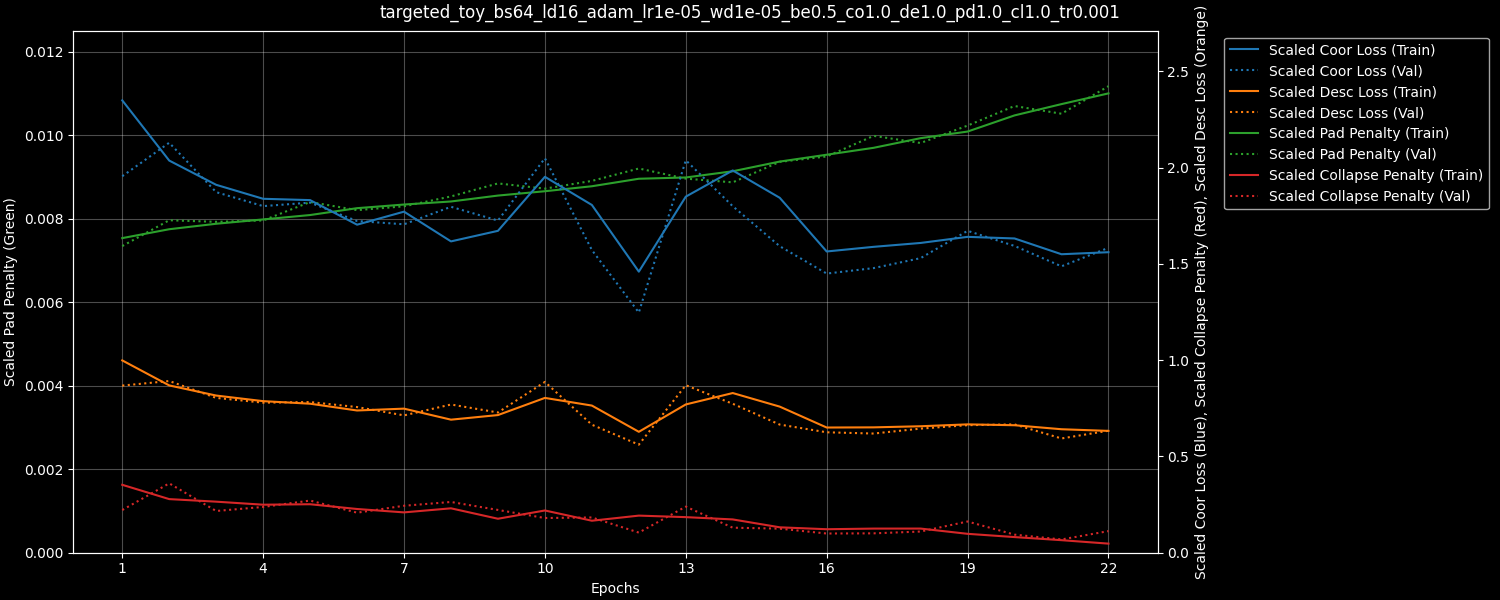 targeted_toy_bs64_ld16_adam_lr1e-05_wd1e-05_be0.5_co1.0_de1.0_pd1.0_cl1.0_tr0.001
Scaled Pad Penalty (Green)
0.012
0.010
0.008
0.006
0.004
0.002
0.000
1
4
7
10
13
16
19
22
Epochs
2.5
2.0
1.5
1.0
0.5
0.0
Scaled Coor Loss (Blue), Scaled Collapse Penalty (Red), Scaled Desc Loss (Orange)
Scaled Coor Loss (Train)
Scaled Coor Loss (Val)
Scaled Desc Loss (Train)
Scaled Desc Loss (Val)
Scaled Pad Penalty (Train)
Scaled Pad Penalty (Val)
Scaled Collapse Penalty (Train)
Scaled Collapse Penalty (Val)